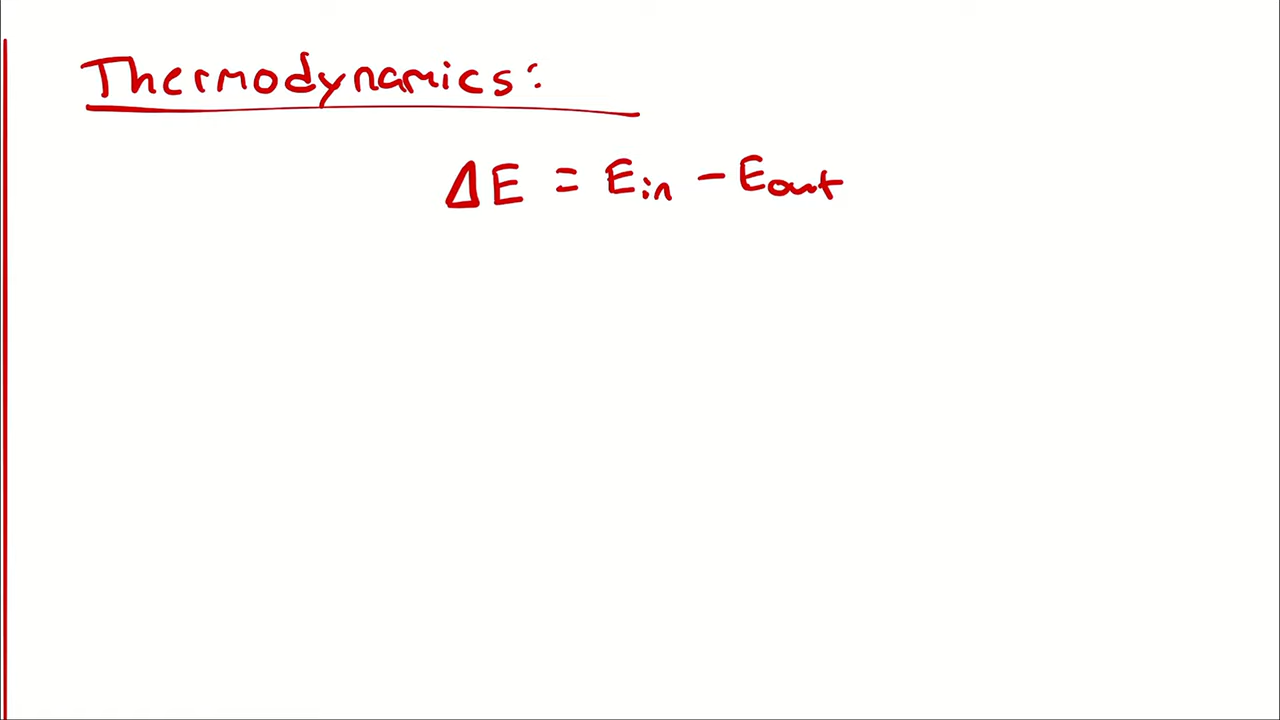 Thermodynamics:
ΔE = Ein - Eout